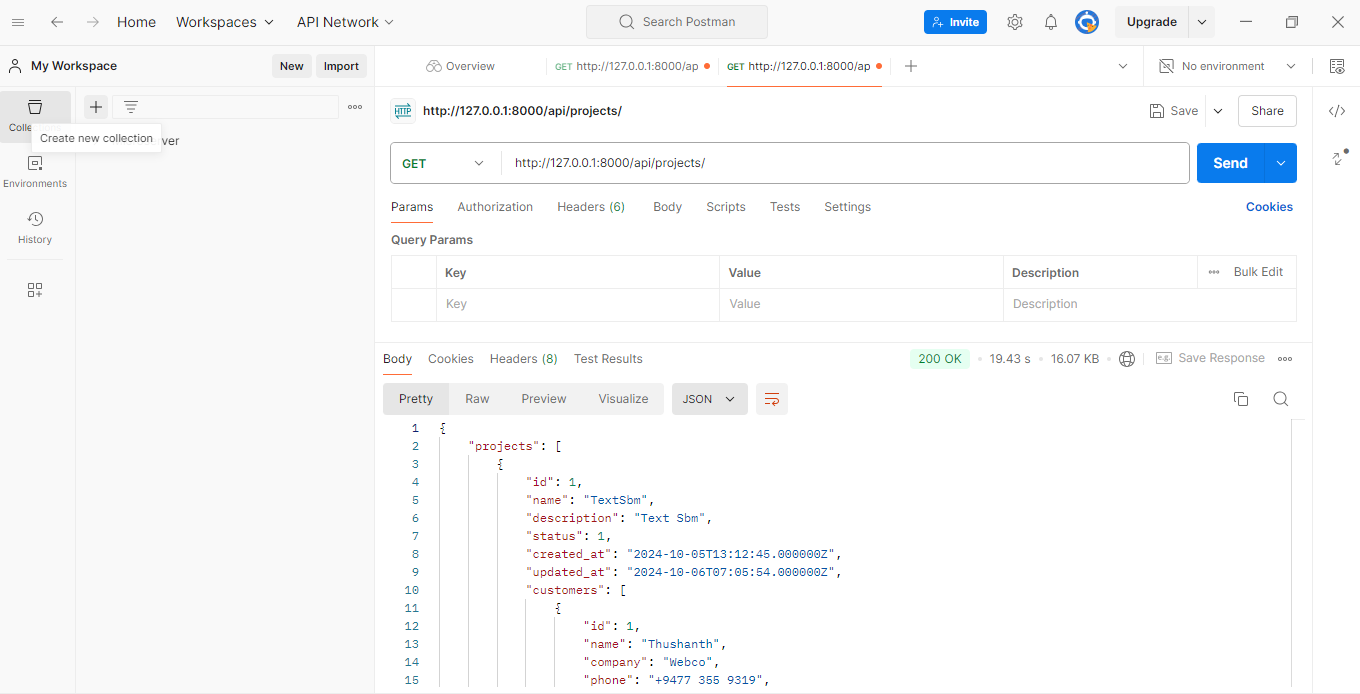 Home Workspaces API Network Search Postman Invite Upgrade
My Workspace New Import Overview GET http://127.0.0.1:8000/ap GET http://127.0.0.1:8000/ap No environment
HTTP http://127.0.0.1:8000/api/projects/ Save Share
Create new collection
Environments
History
GET http://127.0.0.1:8000/api/projects/ Send
Params Authorization Headers (6) Body Scripts Tests Settings Cookies
Query Params
Key Value Description Bulk Edit
Key Value Description
Body Cookies Headers (8) Test Results 200 OK 19.43 s 16.07 KB e.g. Save Response
Pretty Raw Preview Visualize JSON
1 {
2 "projects": [
3 {
4 "id": 1,
5 "name": "TextSbm",
6 "description": "Text Sbm",
7 "status": 1,
8 "created_at": "2024-10-05T13:12:45.000000Z",
9 "updated_at": "2024-10-06T07:05:54.000000Z",
10 "customers": [
11 {
12 "id": 1,
13 "name": "Thushanth",
14 "company": "Webco",
15 "phone": "+9477 355 9319",